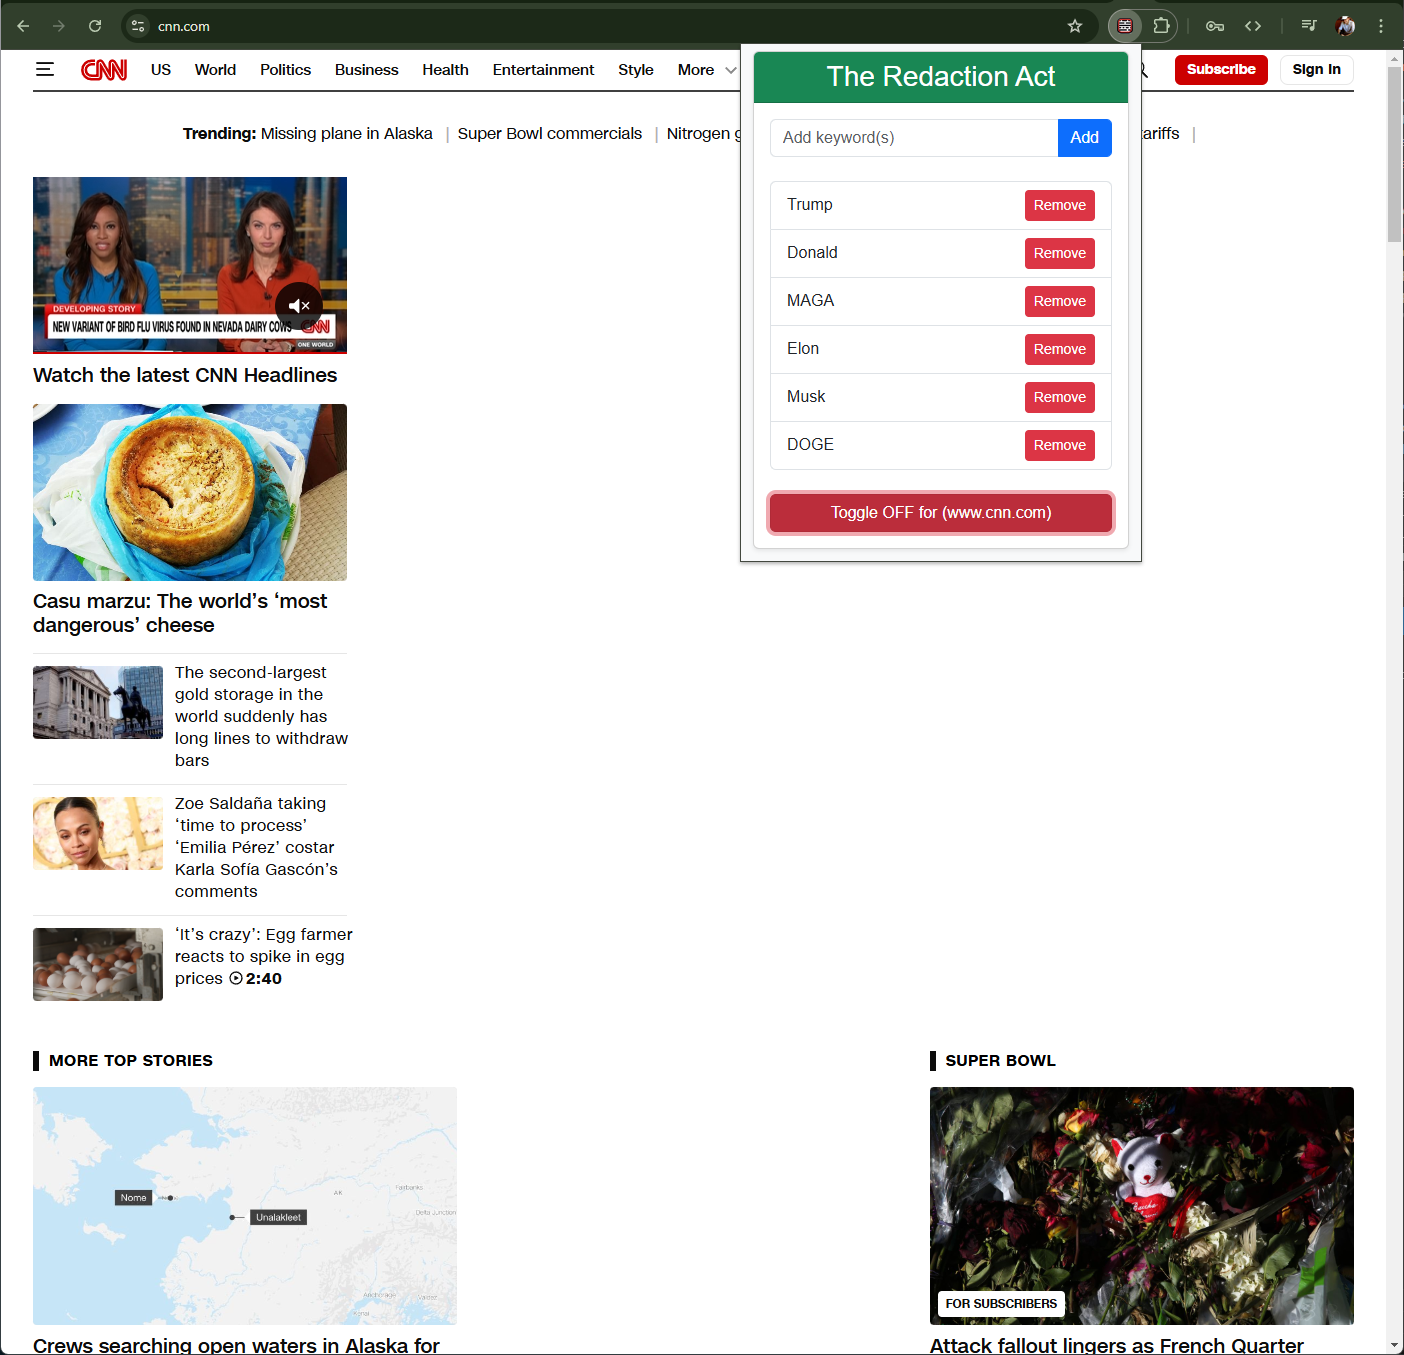 cnn.com
CNN
US
World
Politics
Business
Health
Entertainment
Style
More
Subscribe
Sign In
Trending:
Missing plane in Alaska
Super Bowl commercials
Nitrogen
tariffs
The Redaction Act
Add keyword(s)
Add
Trump
Remove
Donald
Remove
MAGA
Remove
Elon
Remove
Musk
Remove
DOGE
Remove
Toggle OFF for (www.cnn.com)
DEVELOPING STORY
NEW VARIANT OF BIRD FLU VIRUS FOUND IN NEVADA DAIRY COWS
CNN
ONE WORLD
Watch the latest CNN Headlines
Casu marzu: The world’s ‘most
dangerous’ cheese
The second-largest
gold storage in the
world suddenly has
long lines to withdraw
bars
Zoe Saldaña taking
‘time to process’
‘Emilia Pérez’ costar
Karla Sofía Gascón’s
comments
‘It’s crazy’: Egg farmer
reacts to spike in egg
prices 2:40
MORE TOP STORIES
Nome
Unalakleet
AK
Fairbanks
Delta Junction
Anchorage
Valdez
Kenai
Crews searching open waters in Alaska for
SUPER BOWL
FOR SUBSCRIBERS
Attack fallout lingers as French Quarter